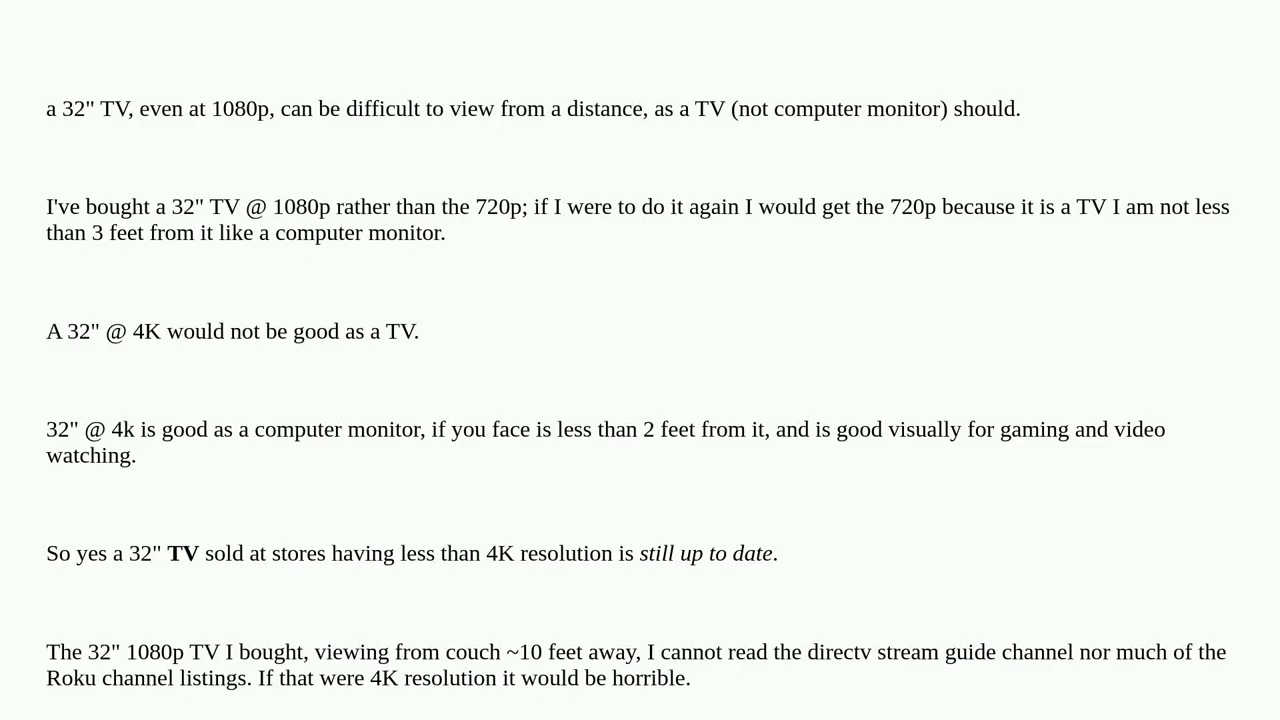 a 32" TV, even at 1080p, can be difficult to view from a distance, as a TV (not computer monitor) should.
I've bought a 32" TV @ 1080p rather than the 720p; if I were to do it again I would get the 720p because it is a TV I am not less
than 3 feet from it like a computer monitor.
A 32" @ 4K would not be good as a TV.
32" @ 4k is good as a computer monitor, if you face is less than 2 feet from it, and is good visually for gaming and video
watching.
So yes a 32" TV sold at stores having less than 4K resolution is still up to date.
The 32" 1080p TV I bought, viewing from couch ~10 feet away, I cannot read the directv stream guide channel nor much of the
Roku channel listings. If that were 4K resolution it would be horrible.